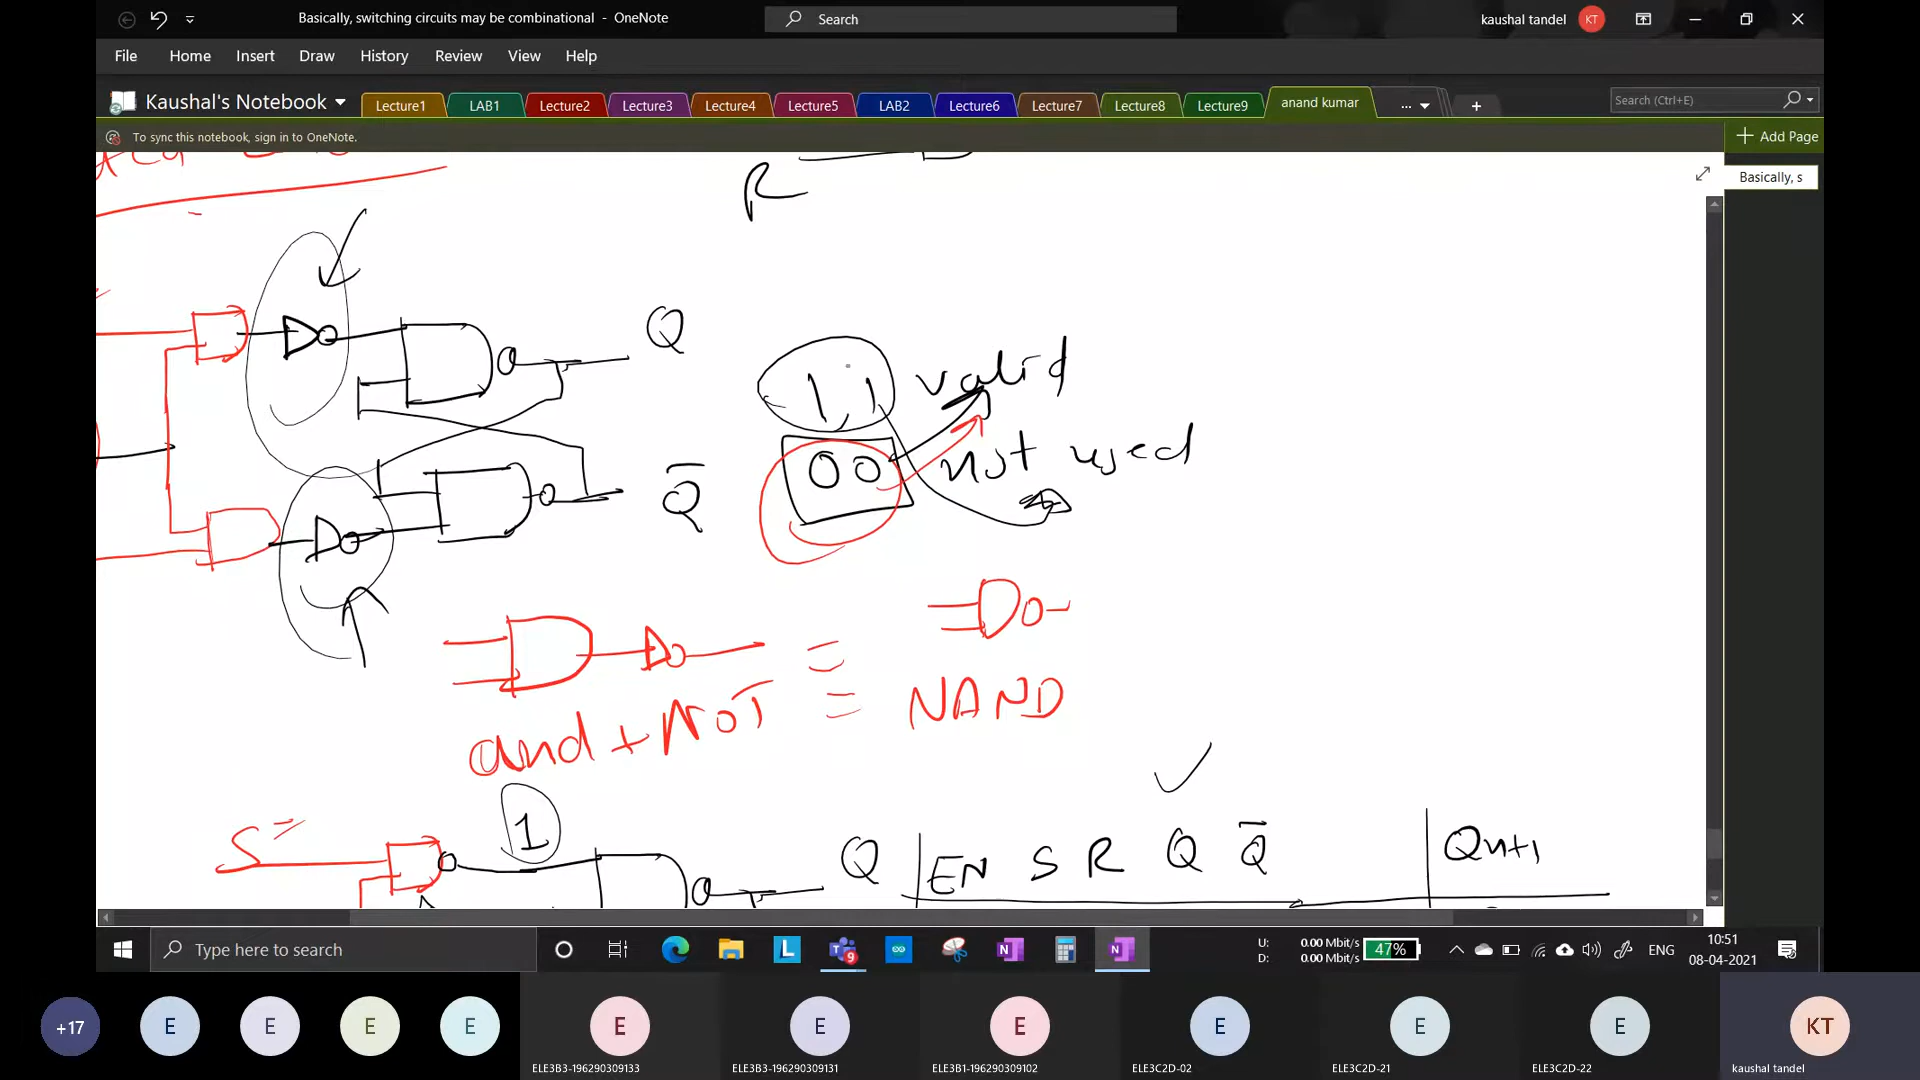 Basically, switching circuits may be combinational - OneNote
Search
kaushal tandel
KT
File Home Insert Draw History Review View Help
Kaushal's Notebook
Lecture1 LAB1 Lecture2 Lecture3 Lecture4 Lecture5 LAB2 Lecture6 Lecture7 Lecture8 Lecture9 anand kumar ...
Search (Ctrl+E)
To sync this notebook, sign in to OneNote.
Add Page
Basically, s
R
Q
1,1 valid
00 not used
Q̅
and + NOT = NAND
S
1
Q
EN S R Q Q̅ Qn+1
Type here to search
L
9
N
N
U: 0.00 Mbit/s
D: 0.00 Mbit/s
47%
ENG
10:51
08-04-2021
+17
E E E E E E E E E E KT
ELE3B3-196290309133
ELE3B3-196290309131
ELE3B1-196290309102
ELE3C2D-02
ELE3C2D-21
ELE3C2D-22
kaushal tandel